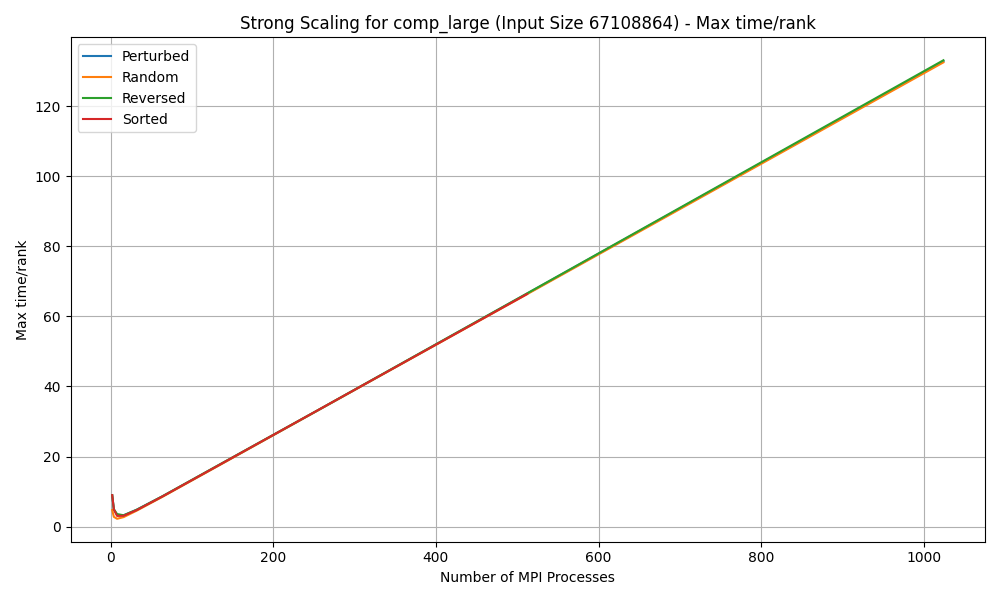 Strong Scaling for comp_large (Input Size 67108864) - Max time/rank
Perturbed
Random
Reversed
Sorted
Max time/rank
120
100
80
60
40
20
0
0 200 400 600 800 1000
Number of MPI Processes